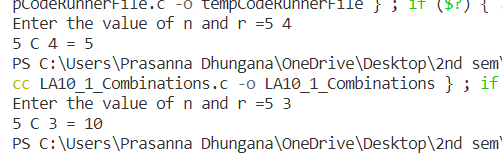 pCodeRunnerFile.c -o tempCodeRunnerFile } ; if ($?) {
Enter the value of n and r =5 4
5 C 4 = 5
PS C:\Users\Prasanna Dhungana\OneDrive\Desktop\2nd sem\
cc LA10_1_Combinations.c -o LA10_1_Combinations } ; if
Enter the value of n and r =5 3
5 C 3 = 10
PS C:\Users\Prasanna Dhungana\OneDrive\Desktop\2nd sem\